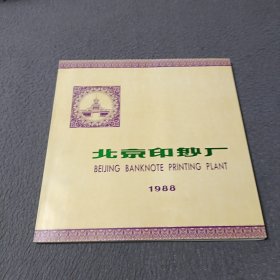 北京印钞厂
BEIJING BANKNOTE PRINTING PLANT
1988